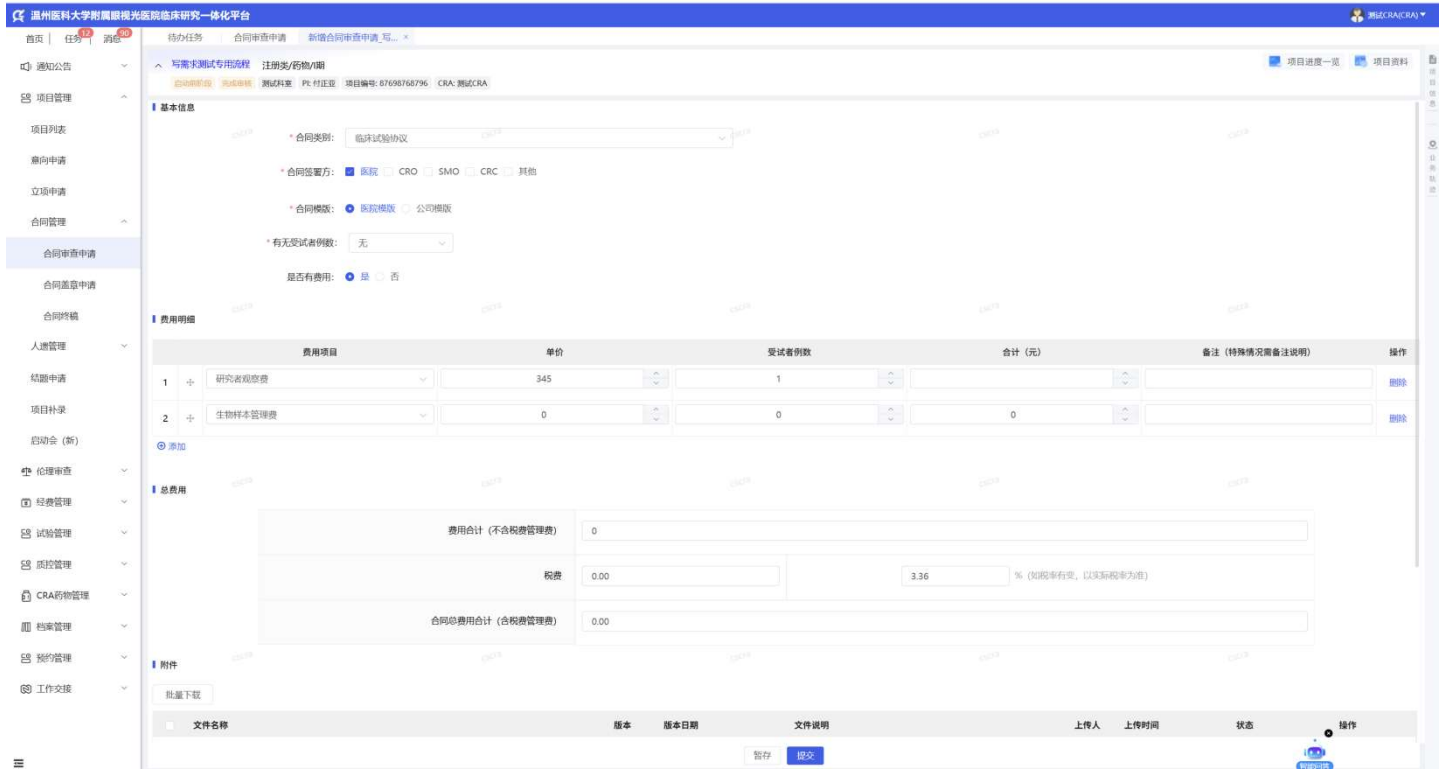 温州医科大学附属眼视光医院临床研究一体化平台
测试CRA(CRA)
首页 任务 12 消息 90
待办任务 合同审查申请 新增合同审查申请_写... ×
通知公告
项目管理
项目列表
意向申请
立项申请
合同管理
合同审查申请
合同盖章申请
合同终稿
人遗管理
结题申请
项目补录
启动会（新）
伦理审查
经费管理
试验管理
质控管理
CRA药物管理
档案管理
预约管理
工作交接
写需求测试专用流程 注册类/药物/I期
项目进度一览 项目资料
启动前阶段 完成审核 测试科室 PI: 付正亚 项目编号: 87698768796 CRA: 测试CRA
基本信息
* 合同类别: 临床试验协议
* 合同签署方: 医院 CRO SMO CRC 其他
* 合同模版: 医院模版 公司模版
* 有无受试者例数: 无
是否有费用: 是 否
费用明细
费用项目 单价 受试者例数 合计（元） 备注（特殊情况需备注说明） 操作
1 研究者观察费 345 1 删除
2 生物样本管理费 0 0 0 删除
添加
总费用
费用合计（不含税费管理费） 0
税费 0.00 3.36 %（如税率有变，以实际税率为准）
合同总费用合计（含税费管理费） 0.00
附件
批量下载
文件名称 版本 版本日期 文件说明 上传人 上传时间 状态 操作
暂存 提交
智能问答
项目信息